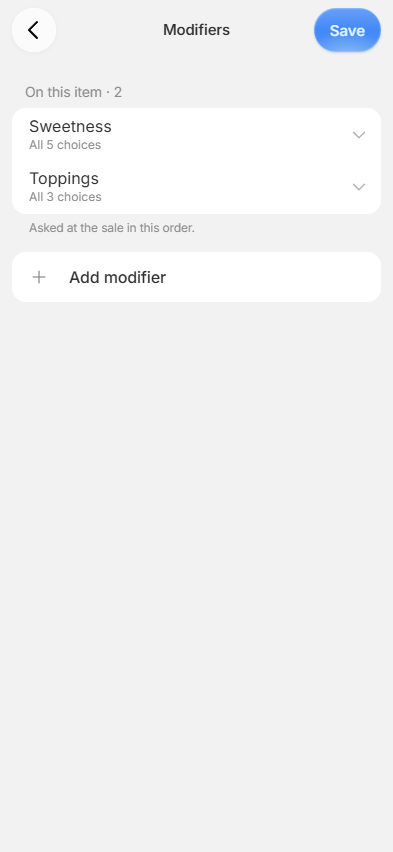 Modifiers
Save
On this item · 2
Sweetness
All 5 choices
Toppings
All 3 choices
Asked at the sale in this order.
Add modifier